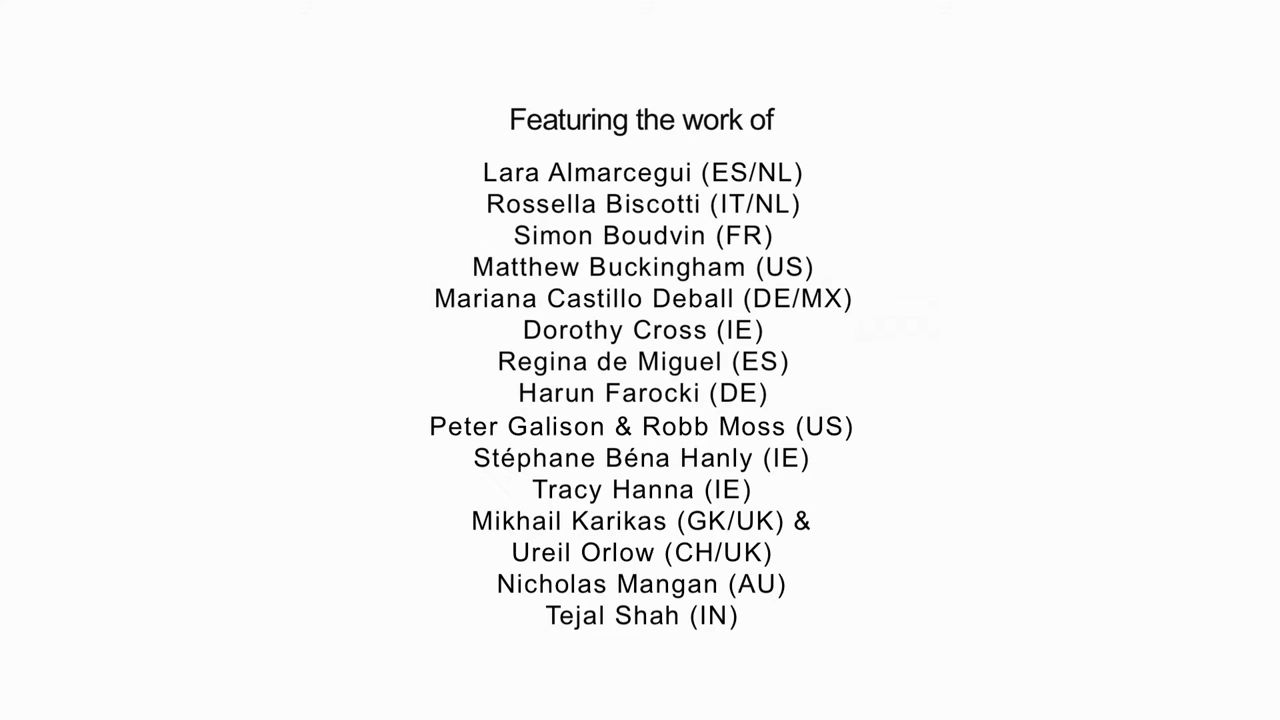 Featuring the work of
Lara Almarcegui (ES/NL)
Rossella Biscotti (IT/NL)
Simon Boudvin (FR)
Matthew Buckingham (US)
Mariana Castillo Deball (DE/MX)
Dorothy Cross (IE)
Regina de Miguel (ES)
Harun Farocki (DE)
Peter Galison & Robb Moss (US)
Stéphane Béna Hanly (IE)
Tracy Hanna (IE)
Mikhail Karikas (GK/UK) &
Ureil Orlow (CH/UK)
Nicholas Mangan (AU)
Tejal Shah (IN)